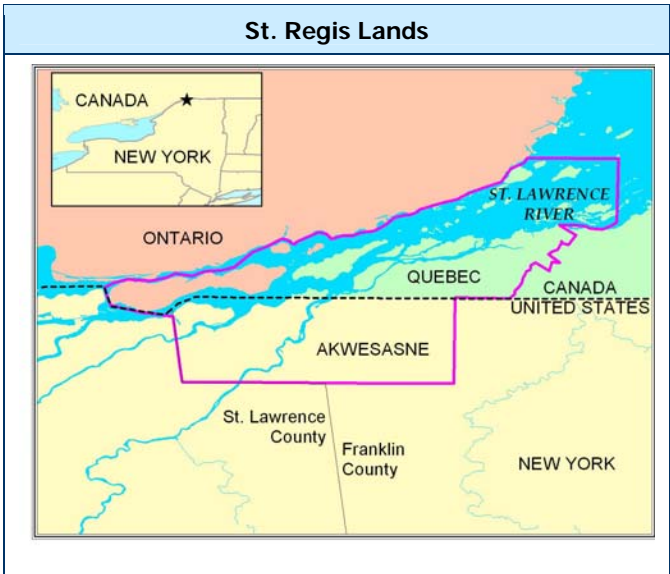 St. Regis Lands
CANADA
NEW YORK
ST. LAWRENCE
RIVER
ONTARIO
QUEBEC
CANADA
UNITED STATES
AKWESASNE
St. Lawrence
County
Franklin
County
NEW YORK